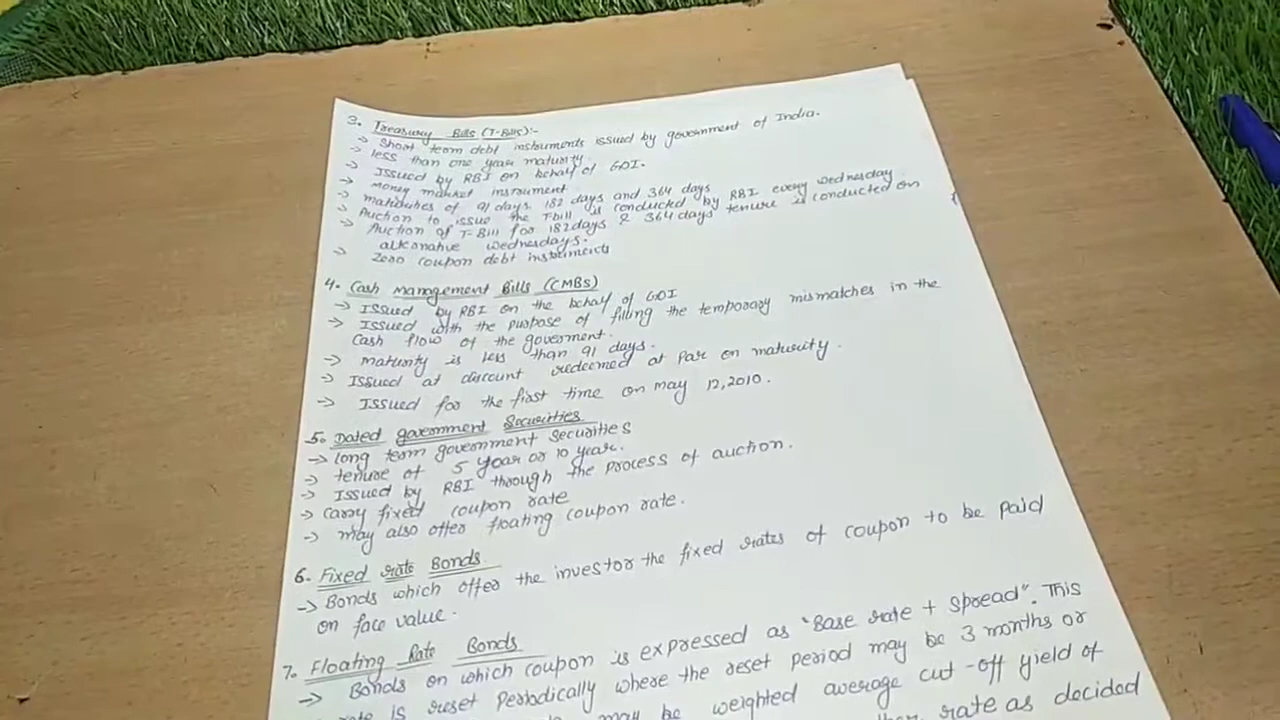 3. Treasury Bills (T-Bills):-
→ Short term debt instruments issued by government of India.
→ less than one year maturity.
→ Issued by RBI on behalf of GOI.
→ money market instrument
→ maturities of 91 days 182 days and 364 days
→ Auction to issue the Tbill is conducted by RBI every wednesday
→ Auction of T-Bill for 182days & 364days tenure is conducted on
alternative wednesdays.
→ Zero coupon debt instruments
4. Cash management Bills (CMBs)
→ Issued by RBI on the behalf of GOI
→ Issued with the purpose of filling the temporary mismatches in the
Cash flow of the goverment.
→ maturity is less than 91 days.
→ Issued at discount redeemed at Par on maturity.
→ Issued for the first time on may 12,2010.
5. Dated government Securities
→ long term government securities
→ tenure of 5 year or 10 year.
→ Issued by RBI through the process of auction.
→ carry fixed coupon rate
→ may also offer floating coupon rate.
6. Fixed rate Bonds
→ Bonds which offer the investor the fixed rates of coupon to be paid
on face value.
7. Floating Rate Bonds
→ Bonds on which coupon is expressed as "Base rate + spread". This
rate is reset Periodically where the reset period may be 3 months or
may be weighted average cut-off yield of
rate as decided